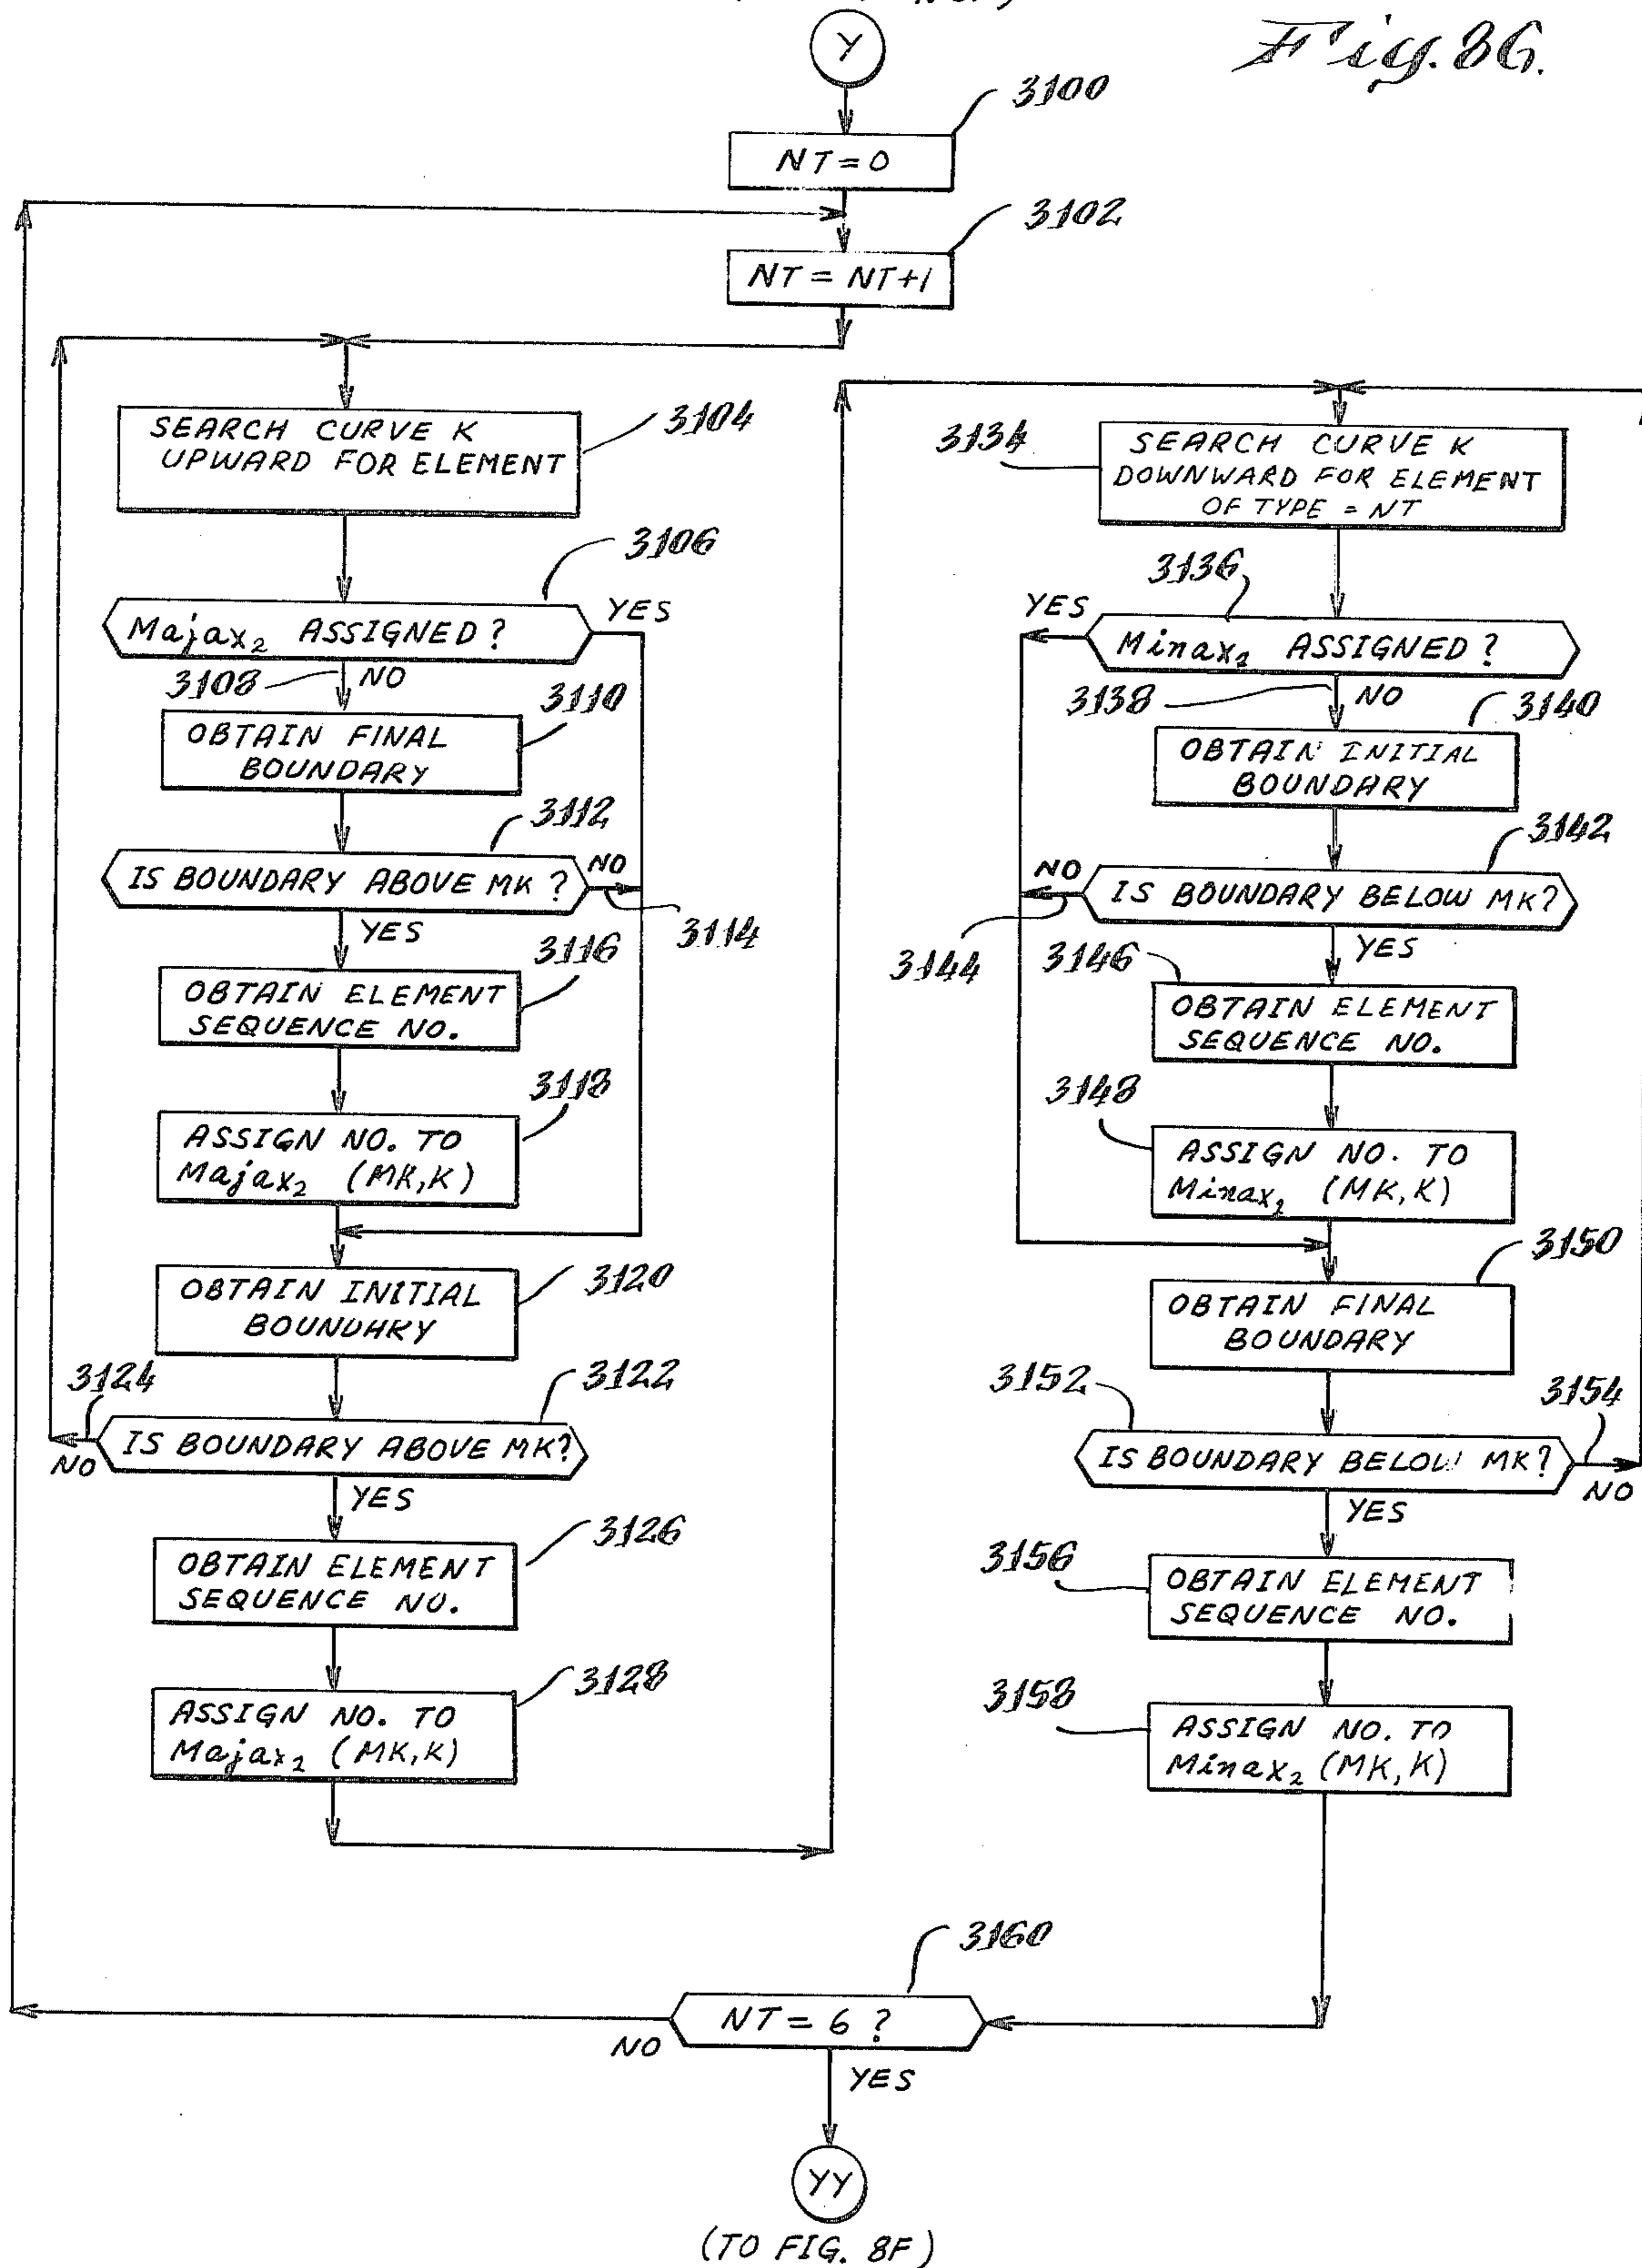 Fig. 8G.
Y
3100
NT = 0
3102
NT = NT+1
SEARCH CURVE K
UPWARD FOR ELEMENT
3104
3106
Majax2 ASSIGNED?
YES
3108
NO
3110
OBTAIN FINAL
BOUNDARY
3112
IS BOUNDARY ABOVE MK?
NO
3114
YES
3116
OBTAIN ELEMENT
SEQUENCE NO.
3118
ASSIGN NO. TO
Majax2 (MK,K)
3120
OBTAIN INITIAL
BOUNDARY
3124
3122
IS BOUNDARY ABOVE MK?
NO
YES
3126
OBTAIN ELEMENT
SEQUENCE NO.
3128
ASSIGN NO. TO
Majax2 (MK,K)
3134
SEARCH CURVE K
DOWNWARD FOR ELEMENT
OF TYPE = NT
3136
YES
Minax2 ASSIGNED?
3138
NO
3140
OBTAIN INITIAL
BOUNDARY
3142
NO
IS BOUNDARY BELOW MK?
3144
YES
3146
OBTAIN ELEMENT
SEQUENCE NO.
3148
ASSIGN NO. TO
Minax2 (MK,K)
3150
OBTAIN FINAL
BOUNDARY
3152
3154
IS BOUNDARY BELOW MK?
NO
YES
3156
OBTAIN ELEMENT
SEQUENCE NO.
3158
ASSIGN NO. TO
Minax2 (MK,K)
3160
NT = 6 ?
NO
YES
YY
(TO FIG. 8F)